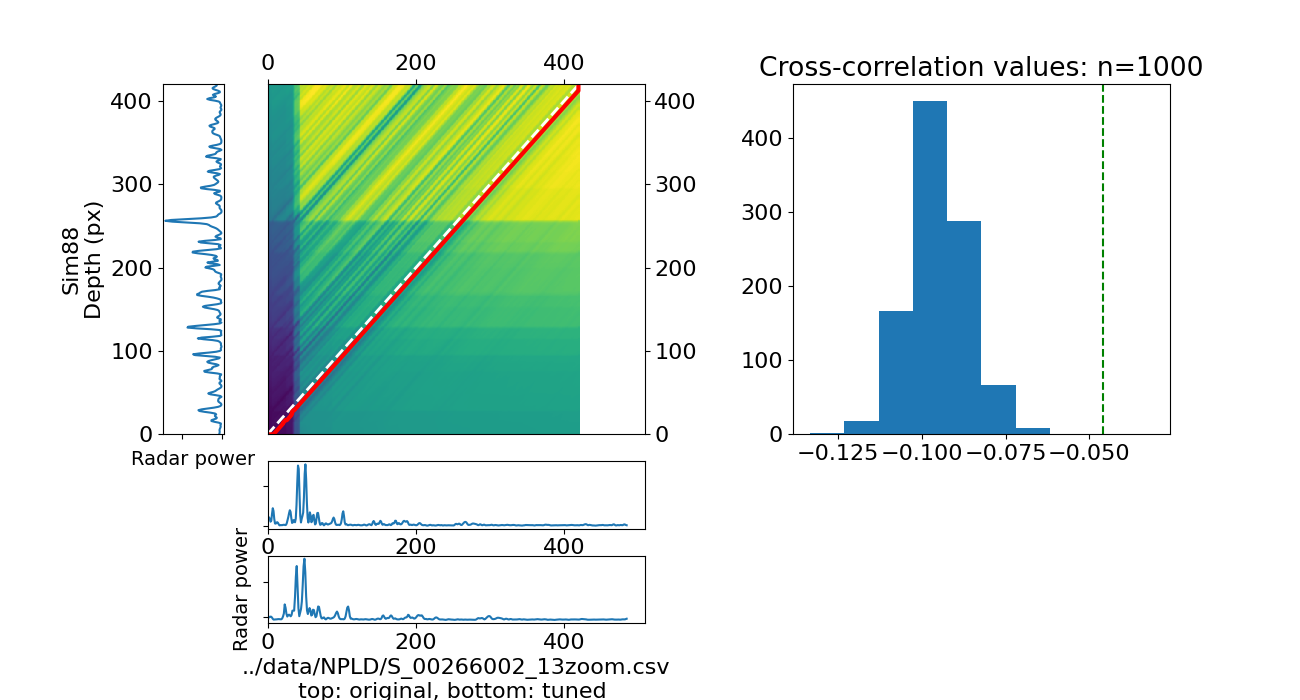 Cross-correlation values: n=1000
0 200 400
400
300
200
100
0
Sim88
Depth (px)
400
300
200
100
0
400
300
200
100
0
−0.125 −0.100 −0.075 −0.050
Radar power
0 200 400
Radar power
0 200 400
../data/NPLD/S_00266002_13zoom.csv
top: original, bottom: tuned